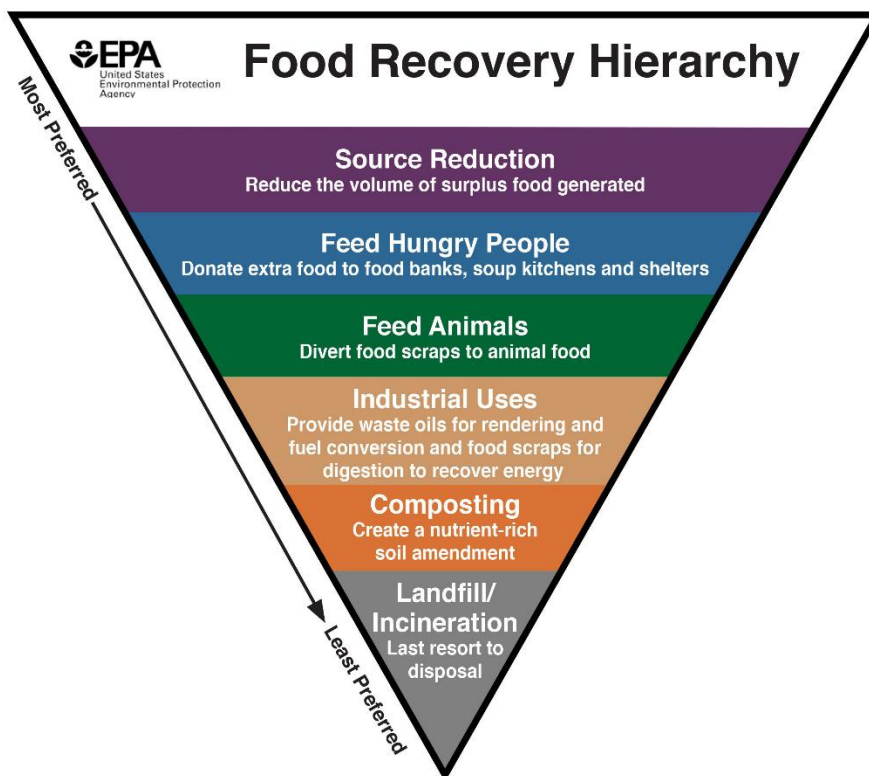 EPA
United States
Environmental Protection
Agency
Food Recovery Hierarchy
Most Preferred
Source Reduction
Reduce the volume of surplus food generated
Feed Hungry People
Donate extra food to food banks, soup kitchens and shelters
Feed Animals
Divert food scraps to animal food
Industrial Uses
Provide waste oils for rendering and
fuel conversion and food scraps for
digestion to recover energy
Composting
Create a nutrient-rich
soil amendment
Landfill/
Incineration
Last resort to
disposal
Least Preferred